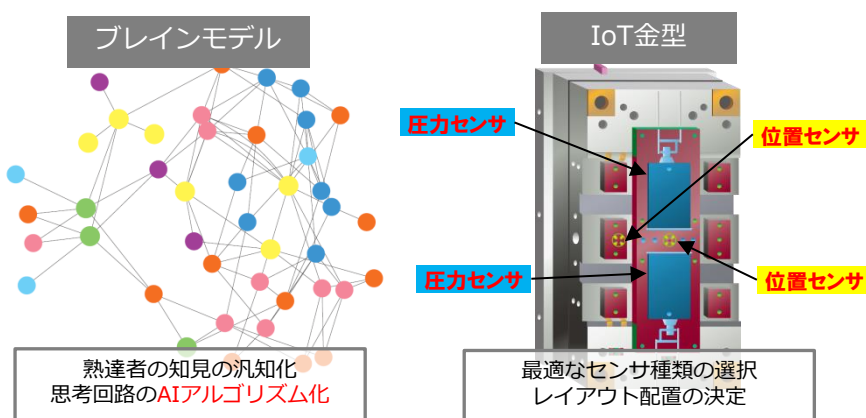 ブレインモデル
熟達者の知見の汎知化
思考回路のAIアルゴリズム化
IoT金型
圧力センサ
位置センサ
圧力センサ
位置センサ
最適なセンサ種類の選択
レイアウト配置の決定